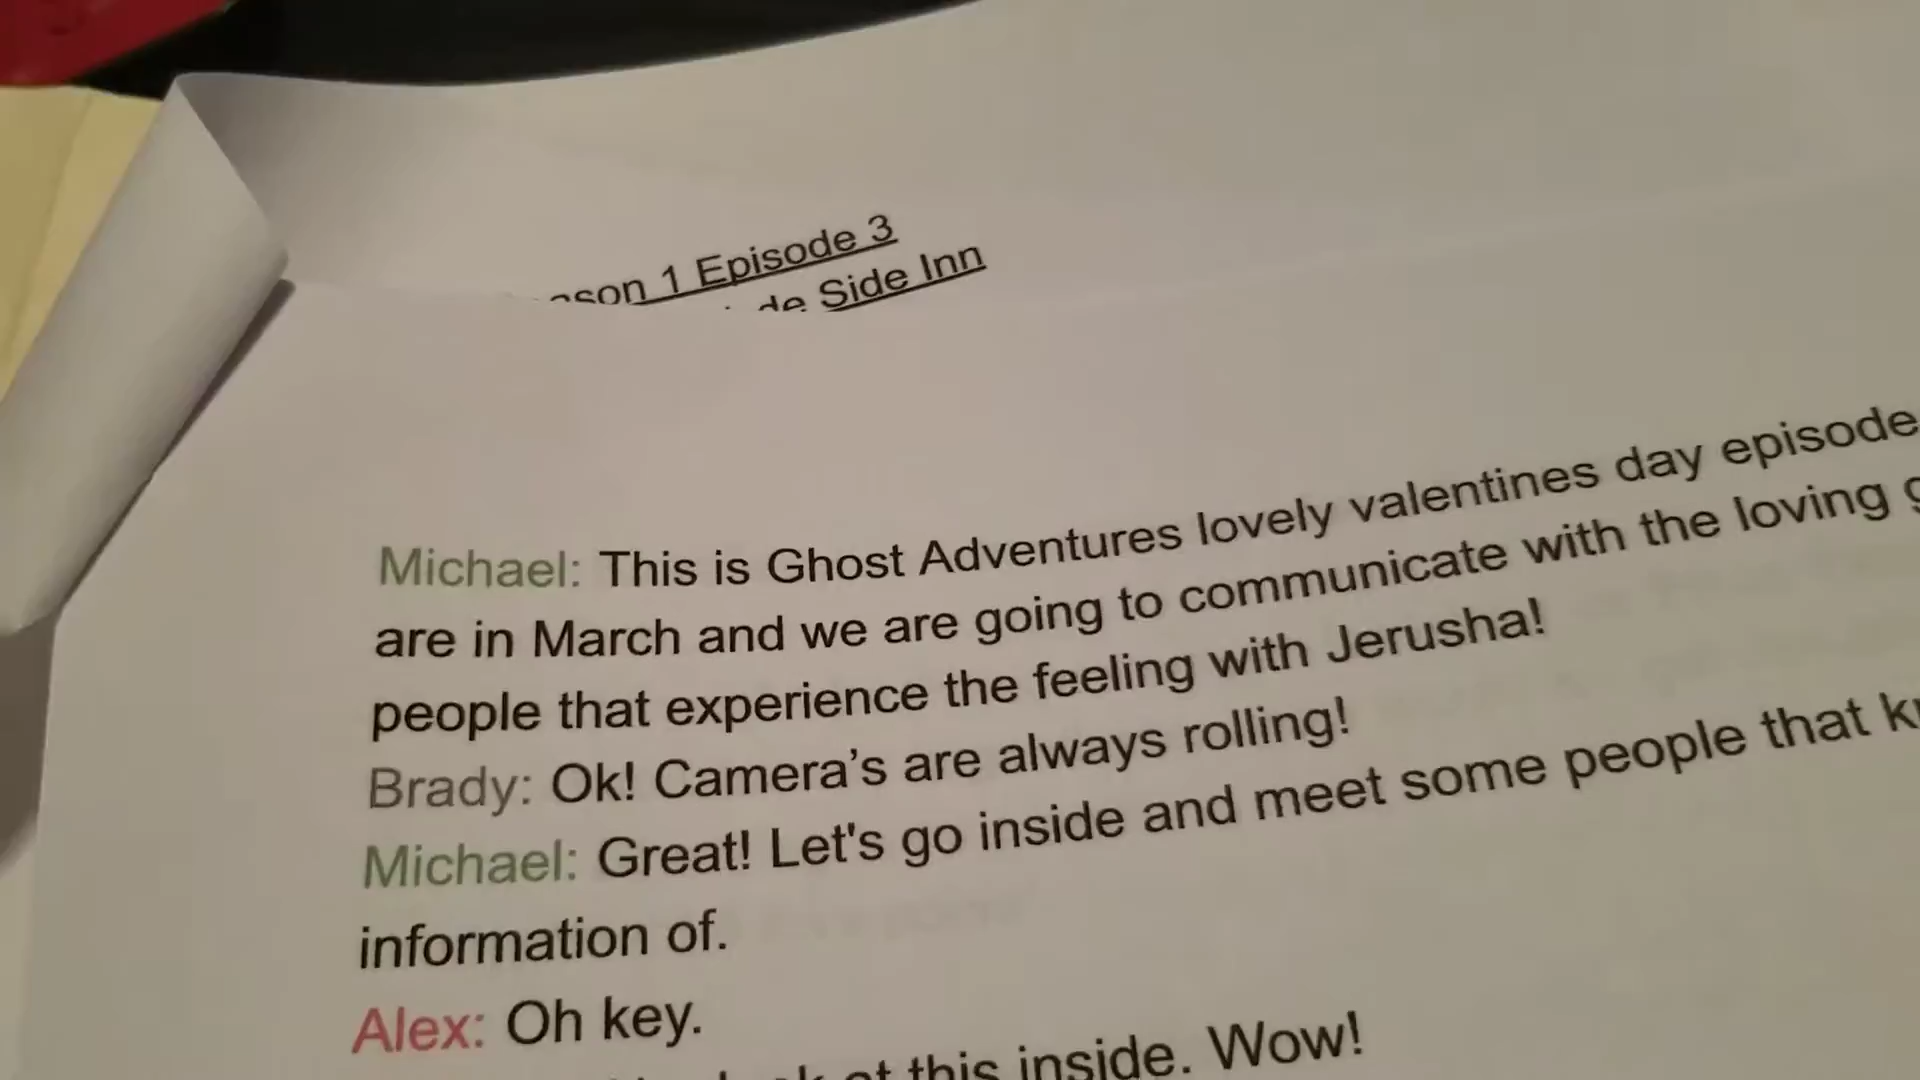 1 Episode 3
Side Inn
Michael: This is Ghost Adventures lovely valentines day episode
are in March and we are going to communicate with the loving
people that experience the feeling with Jerusha!
Brady: Ok! Camera’s are always rolling!
Michael: Great! Let's go inside and meet some people that
information of.
Alex: Oh key.
this inside. Wow!